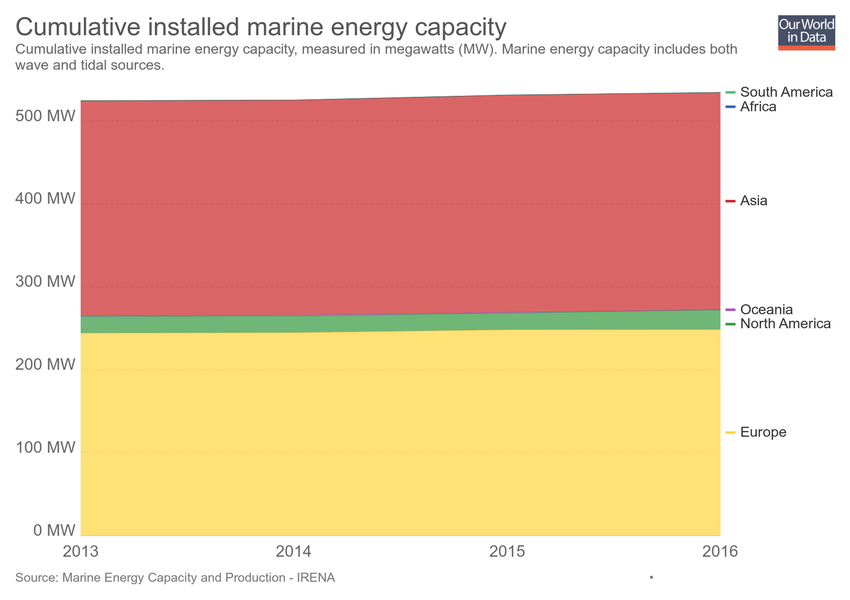 Cumulative installed marine energy capacity
Our World
in Data
Cumulative installed marine energy capacity, measured in megawatts (MW). Marine energy capacity includes both
wave and tidal sources.
South America
Africa
500 MW
400 MW
Asia
300 MW
Oceania
North America
200 MW
Europe
100 MW
0 MW
2013
2014
2015
2016
Source: Marine Energy Capacity and Production - IRENA